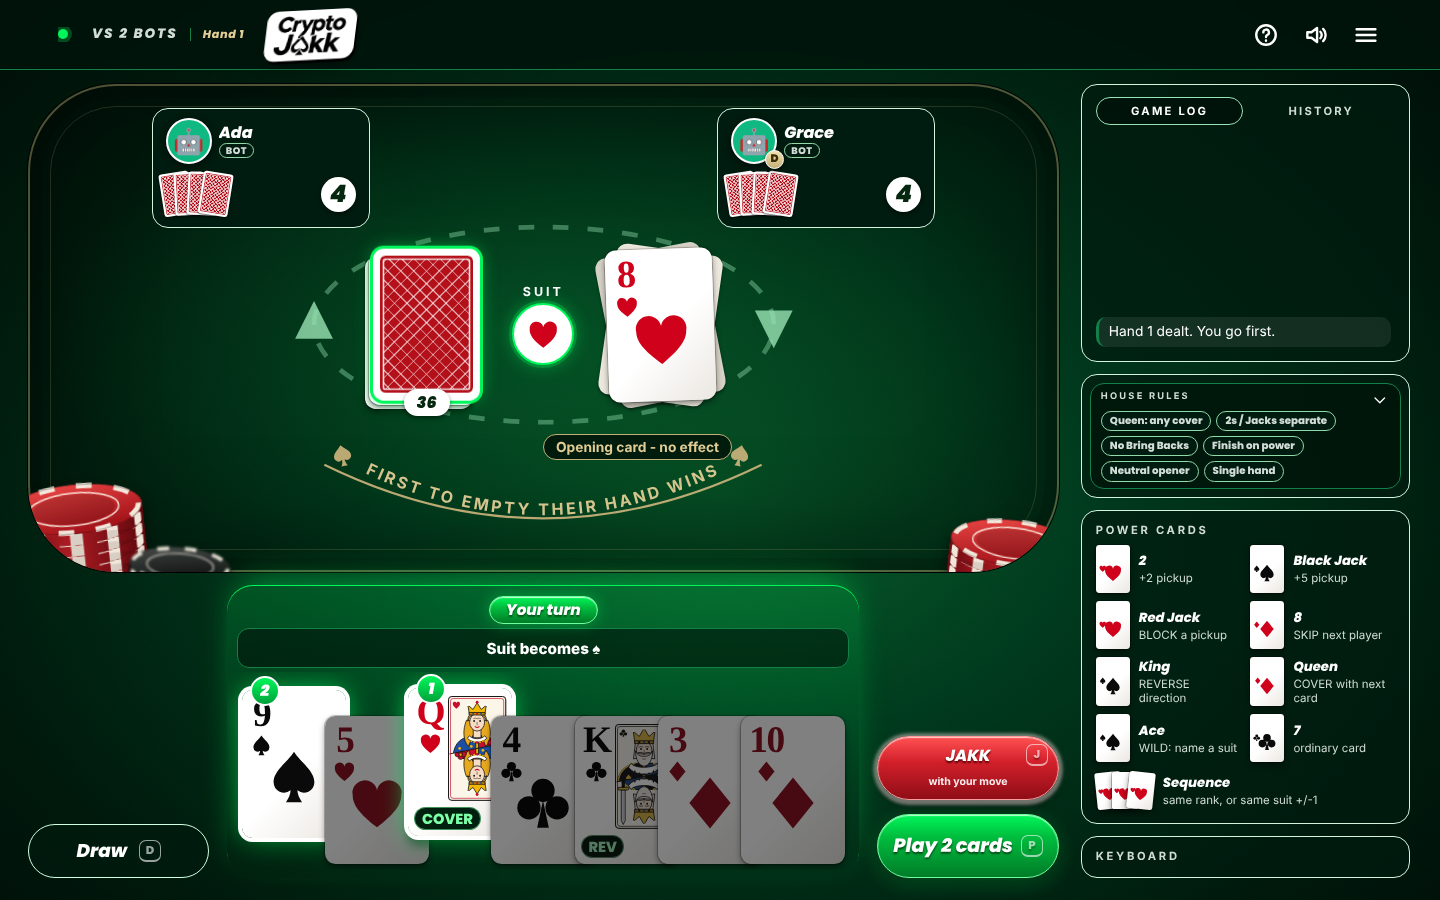 VS 2 BOTS
Hand 1
Crypto
Jakk
Ada
BOT
4
Grace
D
BOT
4
36
SUIT
8
Opening card - no effect
FIRST TO EMPTY THEIR HAND WINS
Your turn
Suit becomes ♠
2
9
5
1
Q
COVER
4
K
REV
3
10
Draw D
JAKK J
with your move
Play 2 cards P
GAME LOG
HISTORY
Hand 1 dealt. You go first.
HOUSE RULES
Queen: any cover
2s / Jacks separate
No Bring Backs
Finish on power
Neutral opener
Single hand
POWER CARDS
2
+2 pickup
Black Jack
+5 pickup
Red Jack
BLOCK a pickup
8
SKIP next player
King
REVERSE
direction
Queen
COVER with next
card
Ace
WILD: name a suit
7
ordinary card
Sequence
same rank, or same suit +/-1
KEYBOARD